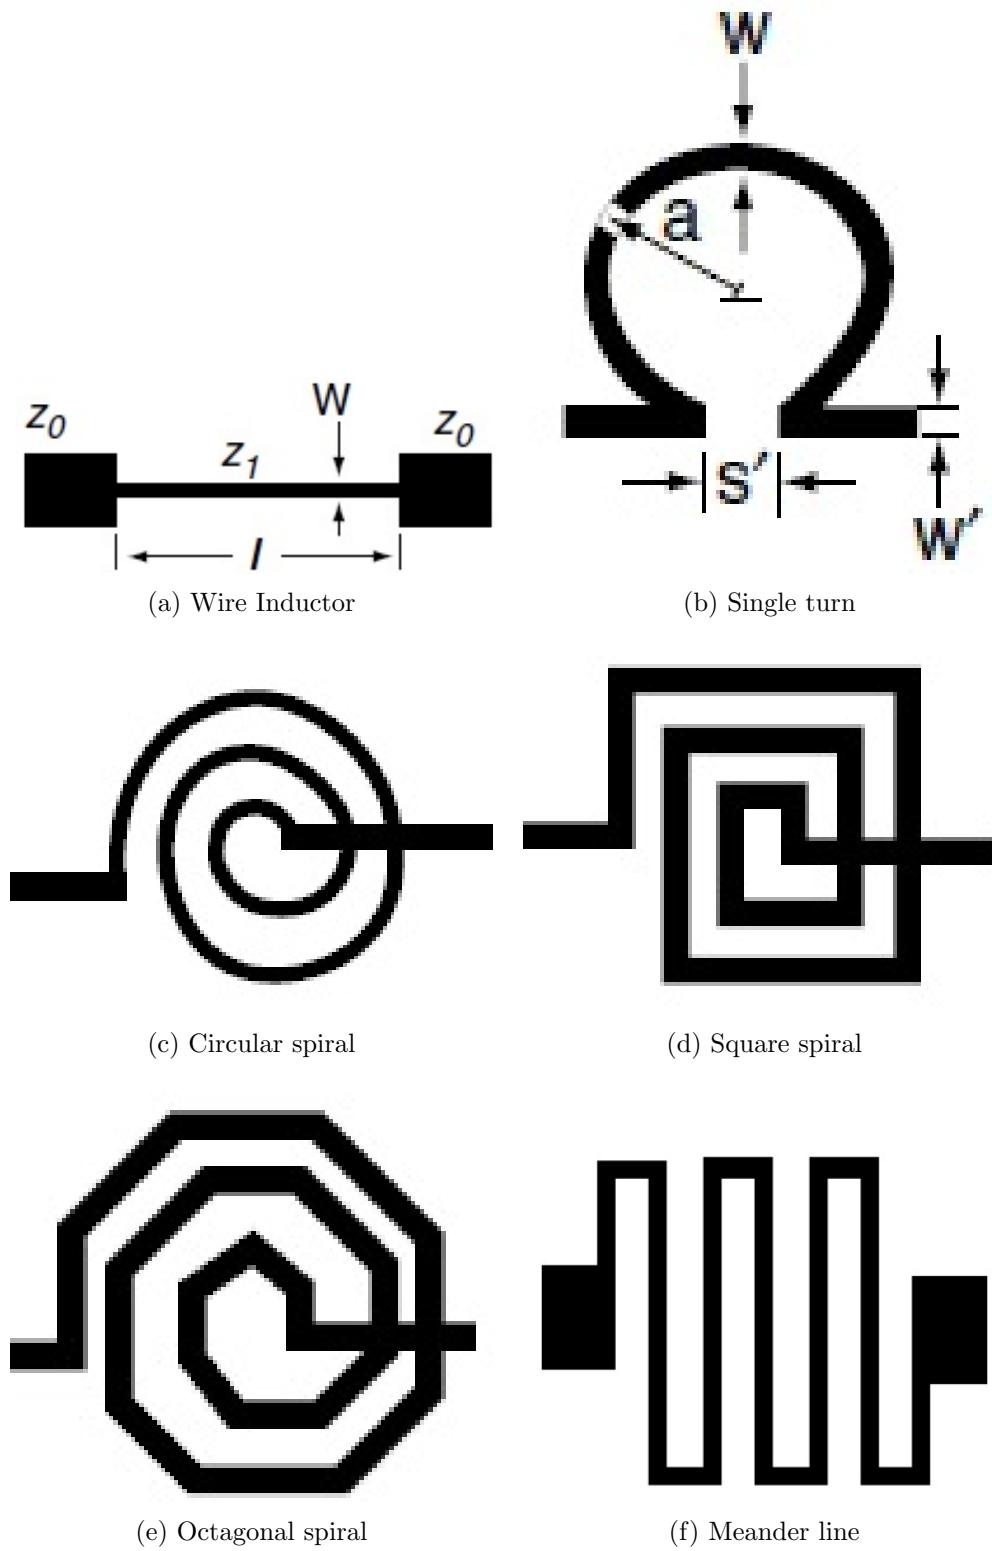 W
a
Z0
Z1
W
Z0
l
S′
W′
(a) Wire Inductor
(b) Single turn
(c) Circular spiral
(d) Square spiral
(e) Octagonal spiral
(f) Meander line